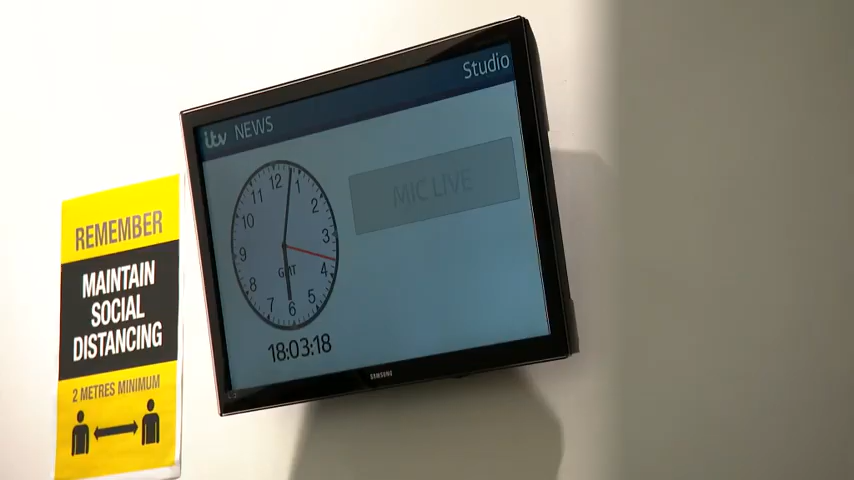 REMEMBER
MAINTAIN
SOCIAL
DISTANCING
2 METRES MINIMUM
itv NEWS
Studio
MIC LIVE
12
1
2
3
4
5
6
7
8
9
10
11
GMT
18:03:18
SAMSUNG